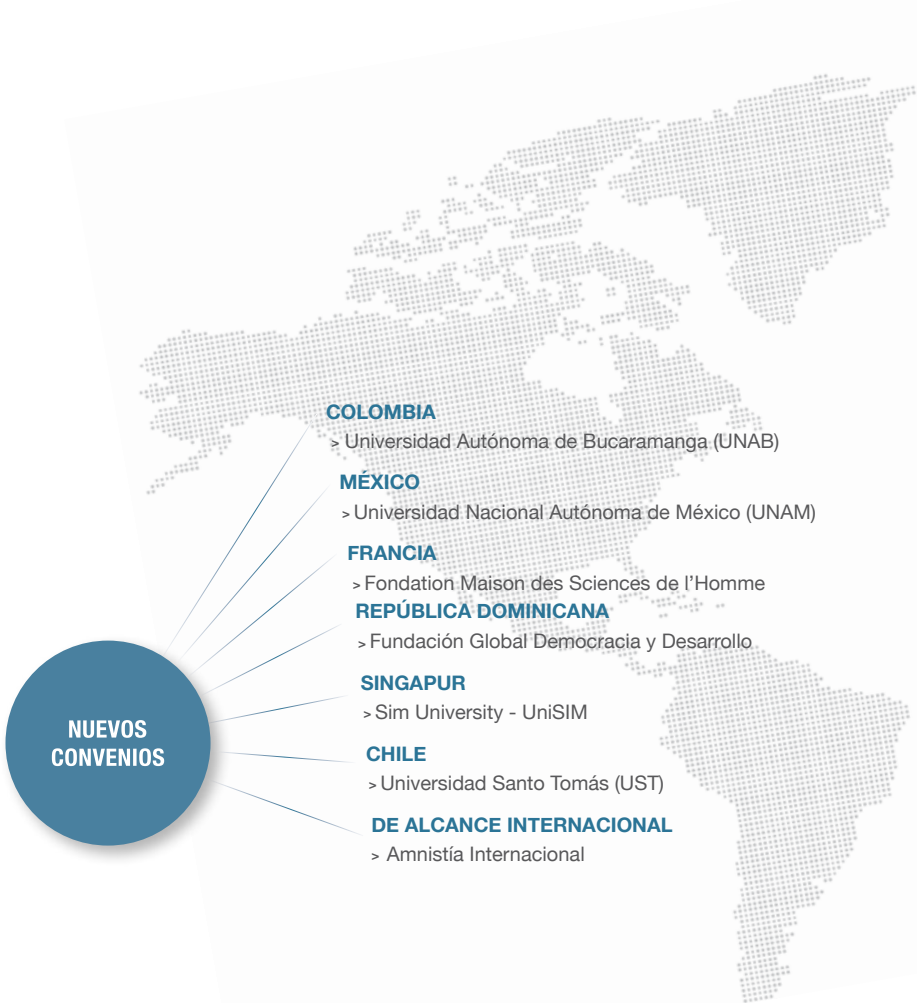 COLOMBIA
> Universidad Autónoma de Bucaramanga (UNAB)
MÉXICO
> Universidad Nacional Autónoma de México (UNAM)
FRANCIA
> Fondation Maison des Sciences de l'Homme
REPÚBLICA DOMINICANA
> Fundación Global Democracia y Desarrollo
SINGAPUR
> Sim University - UniSIM
CHILE
> Universidad Santo Tomás (UST)
DE ALCANCE INTERNACIONAL
> Amnistía Internacional
NUEVOS
CONVENIOS